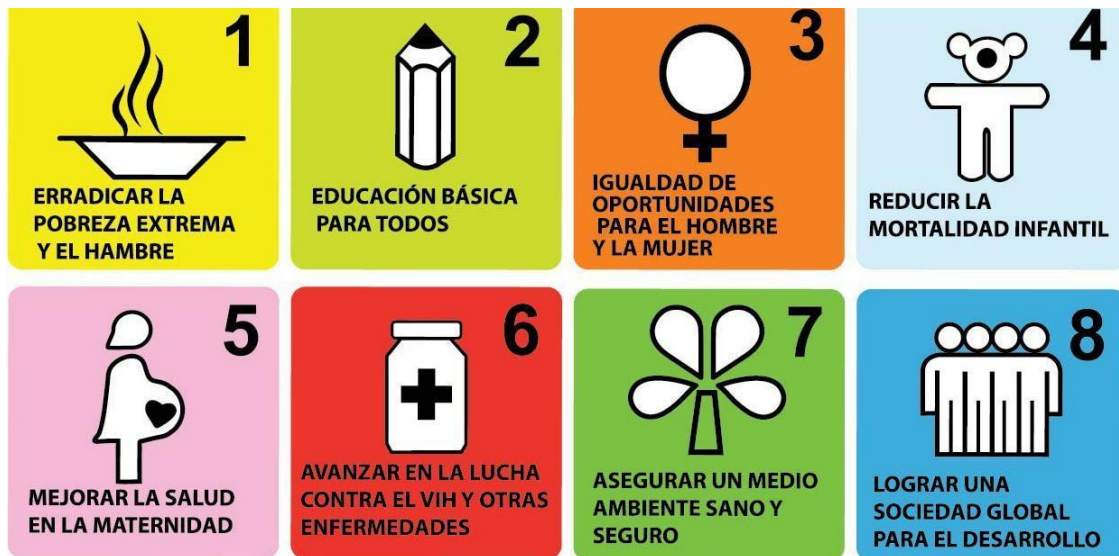 1
ERRADICAR LA
POBREZA EXTREMA
Y EL HAMBRE
2
EDUCACIÓN BÁSICA
PARA TODOS
3
IGUALDAD DE
OPORTUNIDADES
PARA EL HOMBRE
Y LA MUJER
4
REDUCIR LA
MORTALIDAD INFANTIL
5
MEJORAR LA SALUD
EN LA MATERNIDAD
6
AVANZAR EN LA LUCHA
CONTRA EL VIH Y OTRAS
ENFERMEDADES
7
ASEGURAR UN MEDIO
AMBIENTE SANO Y
SEGURO
8
LOGRAR UNA
SOCIEDAD GLOBAL
PARA EL DESARROLLO